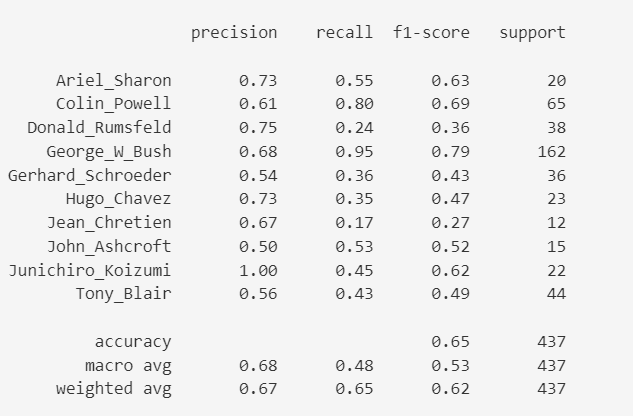 precision recall f1-score support
Ariel_Sharon 0.73 0.55 0.63 20
Colin_Powell 0.61 0.80 0.69 65
Donald_Rumsfeld 0.75 0.24 0.36 38
George_W_Bush 0.68 0.95 0.79 162
Gerhard_Schroeder 0.54 0.36 0.43 36
Hugo_Chavez 0.73 0.35 0.47 23
Jean_Chretien 0.67 0.17 0.27 12
John_Ashcroft 0.50 0.53 0.52 15
Junichiro_Koizumi 1.00 0.45 0.62 22
Tony_Blair 0.56 0.43 0.49 44
accuracy 0.65 437
macro avg 0.68 0.48 0.53 437
weighted avg 0.67 0.65 0.62 437